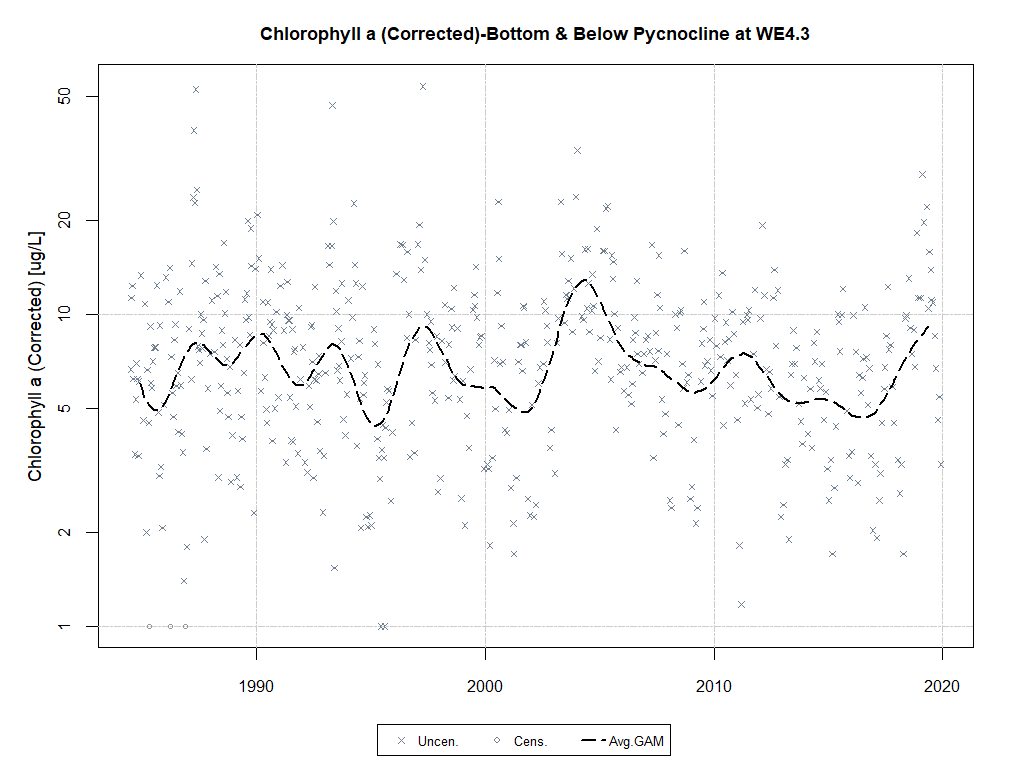 Chlorophyll a (Corrected)-Bottom & Below Pycnocline at WE4.3
Chlorophyll a (Corrected) [ug/L]
50
20
10
5
2
1
1990 2000 2010 2020
Uncen. Cens. Avg.GAM